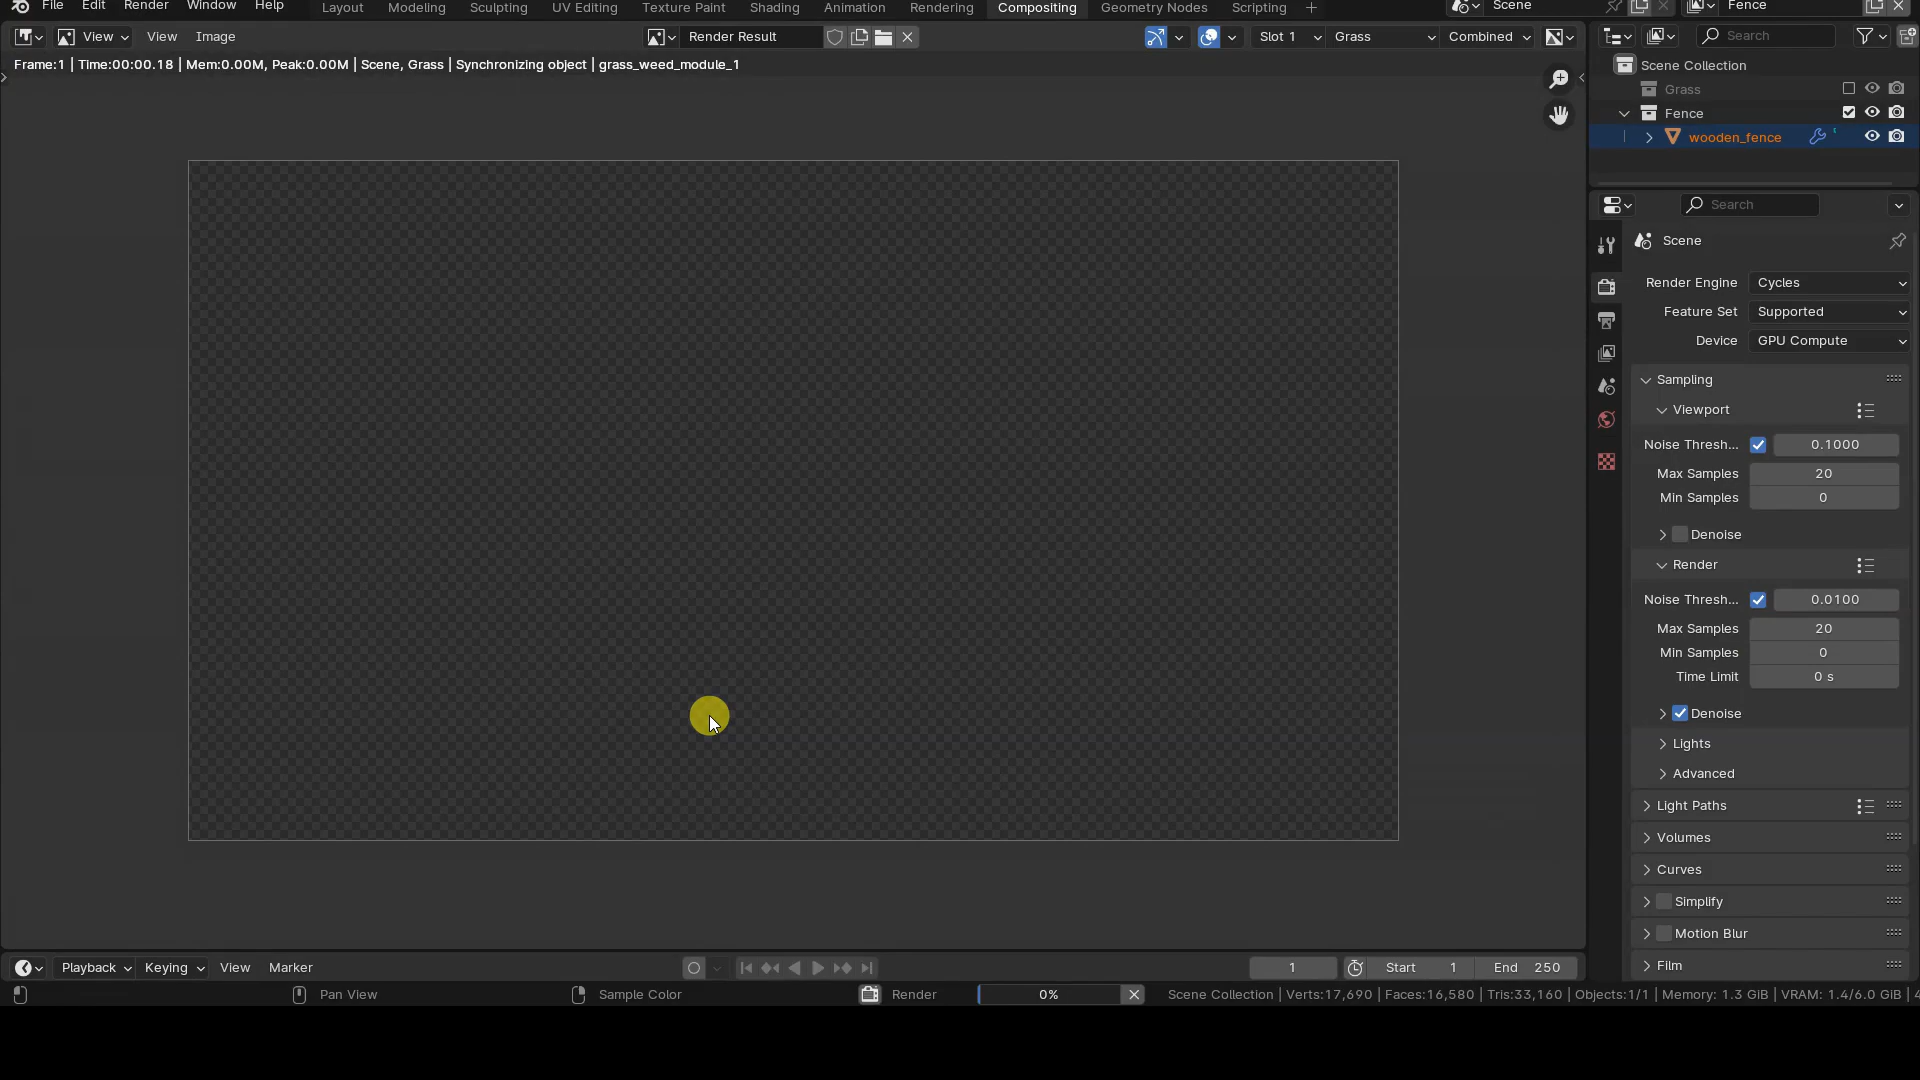 File Edit Render Window Help Layout Modeling Sculpting UV Editing Texture Paint Shading Animation Rendering Compositing Geometry Nodes Scripting + Scene Fence
View View Image Render Result Slot 1 Grass Combined Search
Frame:1 | Time:00:00.18 | Mem:0.00M, Peak:0.00M | Scene, Grass | Synchronizing object | grass_weed_module_1
Scene Collection
Grass
Fence
wooden_fence
Search
Scene
Render Engine Cycles
Feature Set Supported
Device GPU Compute
Sampling
Viewport
Noise Thresh... 0.1000
Max Samples 20
Min Samples 0
Denoise
Render
Noise Thresh... 0.0100
Max Samples 20
Min Samples 0
Time Limit 0 s
Denoise
Lights
Advanced
Light Paths
Volumes
Curves
Simplify
Motion Blur
Film
Playback Keying View Marker 1 Start 1 End 250
Pan View Sample Color Render 0% Scene Collection | Verts:17,690 | Faces:16,580 | Tris:33,160 | Objects:1/1 | Memory: 1.3 GiB | VRAM: 1.4/6.0 GiB |